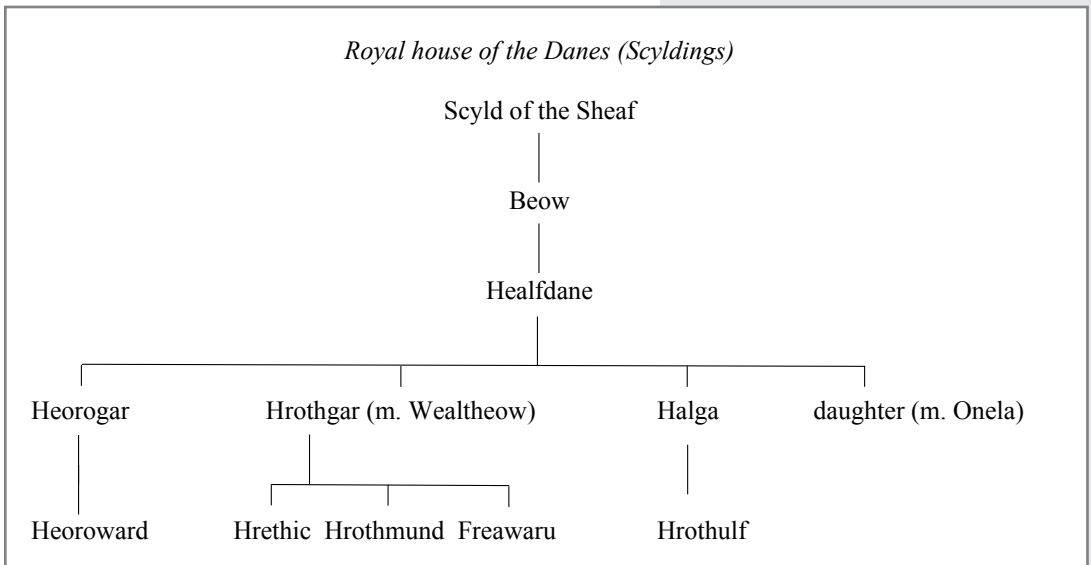 Royal house of the Danes (Scyldings)
Scyld of the Sheaf
Beow
Healfdane
Heorogar Hrothgar (m. Wealtheow) Halga daughter (m. Onela)
Heoroward Hrethic Hrothmund Freawaru Hrothulf